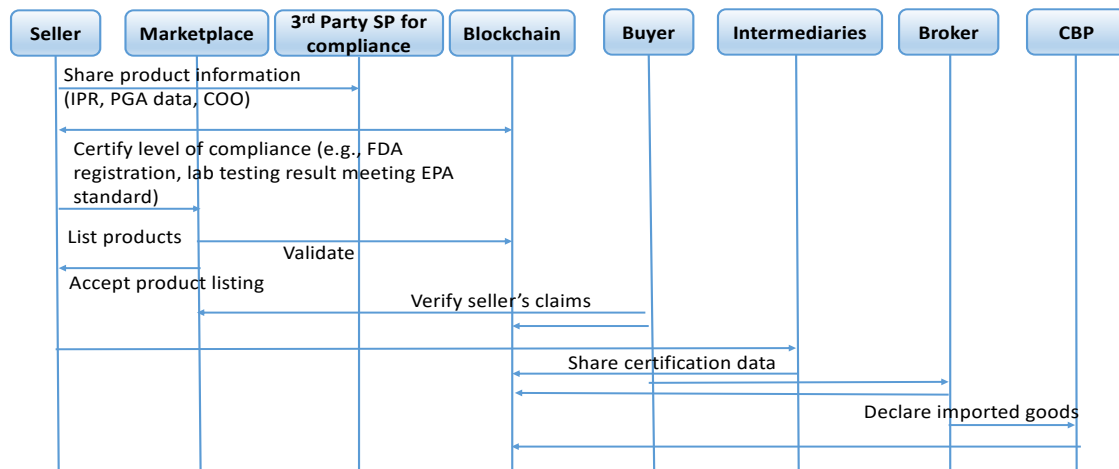 Seller
Marketplace
3rd Party SP for
compliance
Blockchain
Buyer
Intermediaries
Broker
CBP
Share product information
(IPR, PGA data, COO)
Certify level of compliance (e.g., FDA
registration, lab testing result meeting EPA
standard)
List products
Validate
Accept product listing
Verify seller’s claims
Share certification data
Declare imported goods